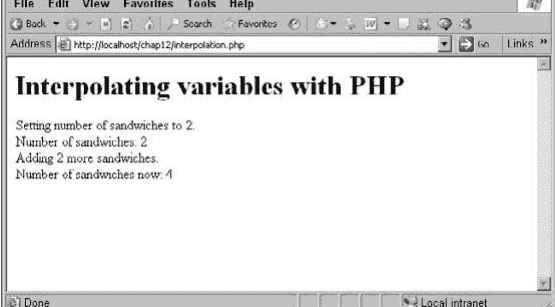 File Edit View Favorites Tools Help
Back Search Favorites
Address http://localhost/chap12/interpolation.php Go Links »
Interpolating variables with PHP
Setting number of sandwiches to 2.
Number of sandwiches: 2
Adding 2 more sandwiches.
Number of sandwiches now: 4
Done Local intranet